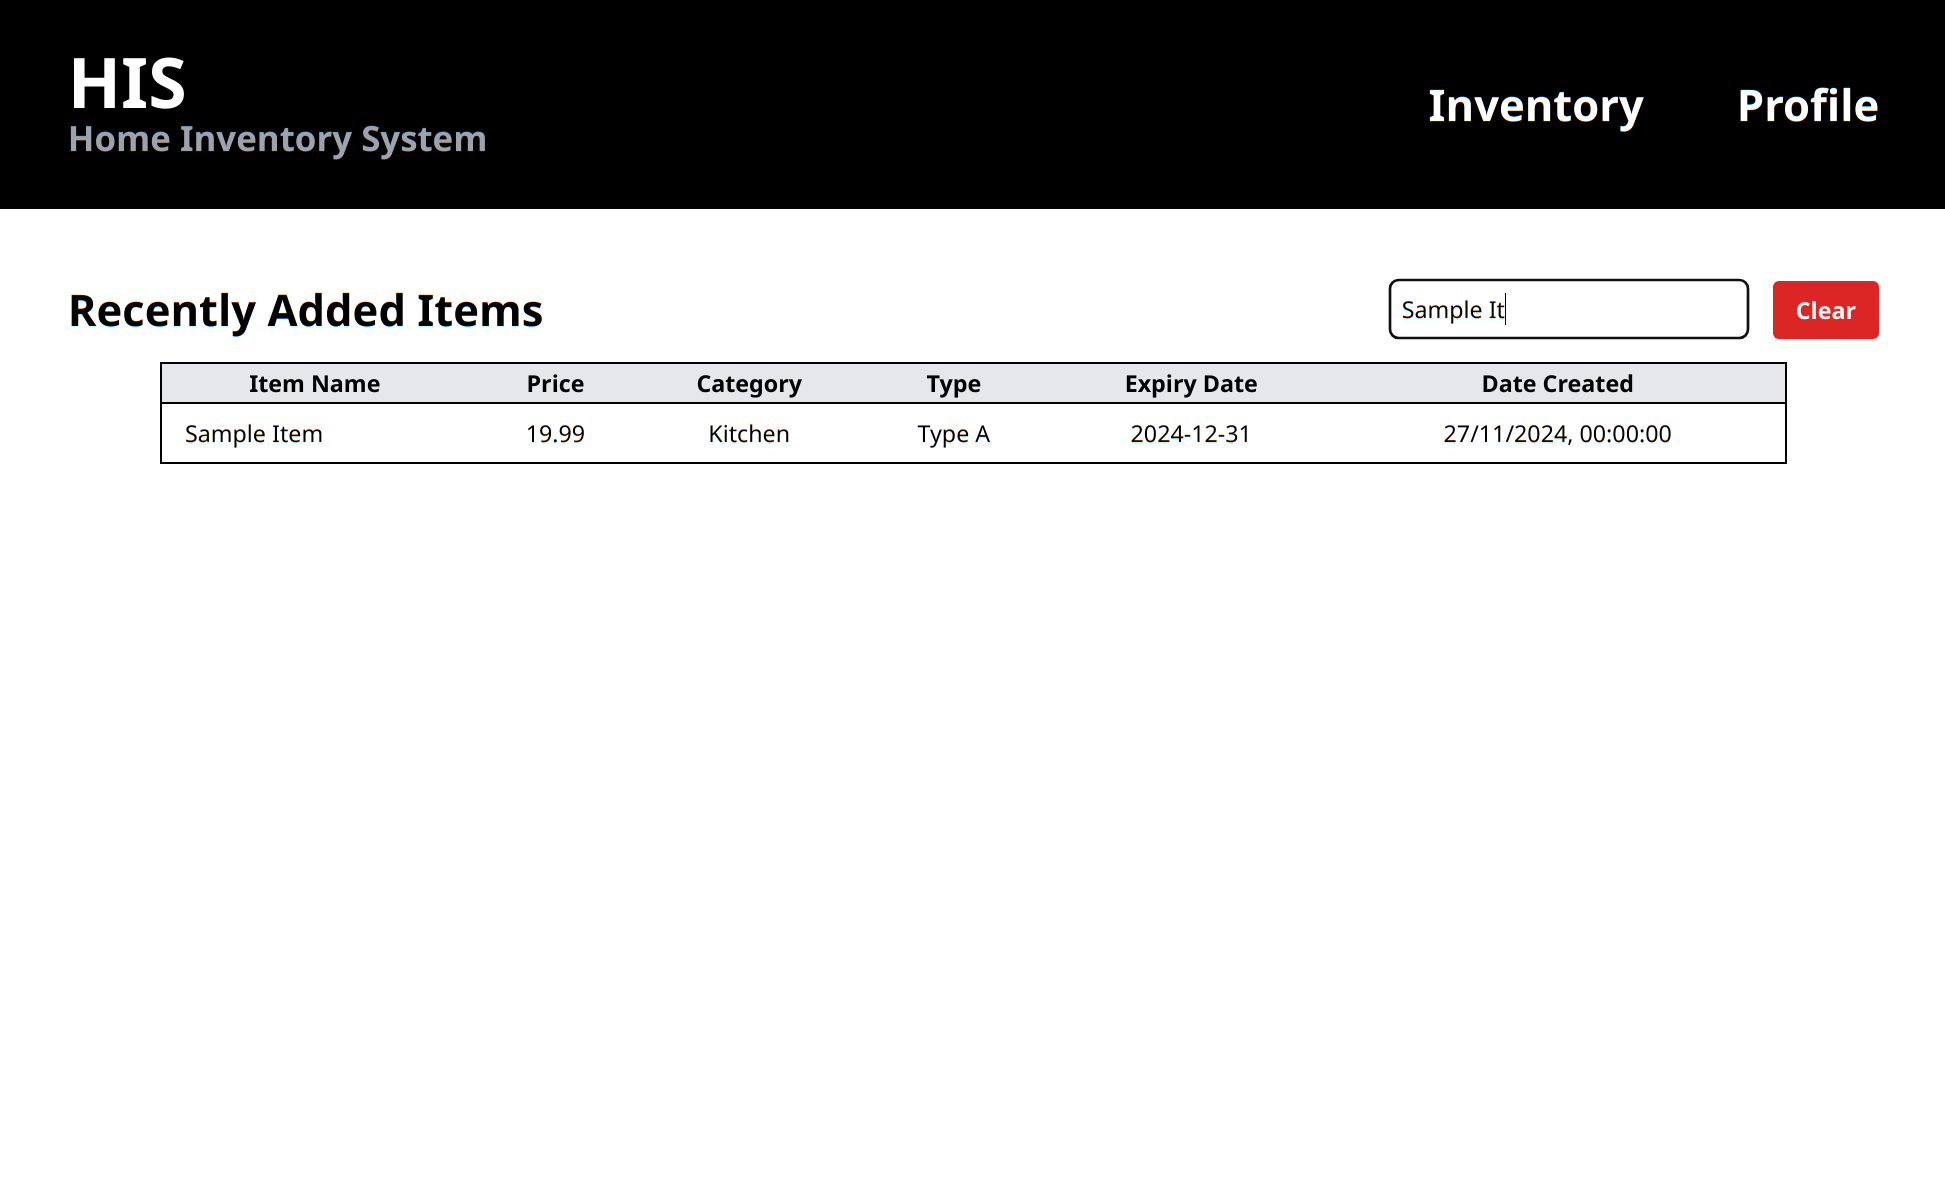 HIS
Home Inventory System
Inventory Profile
Recently Added Items
Sample It
Clear
Item Name Price Category Type Expiry Date Date Created
Sample Item 19.99 Kitchen Type A 2024-12-31 27/11/2024, 00:00:00